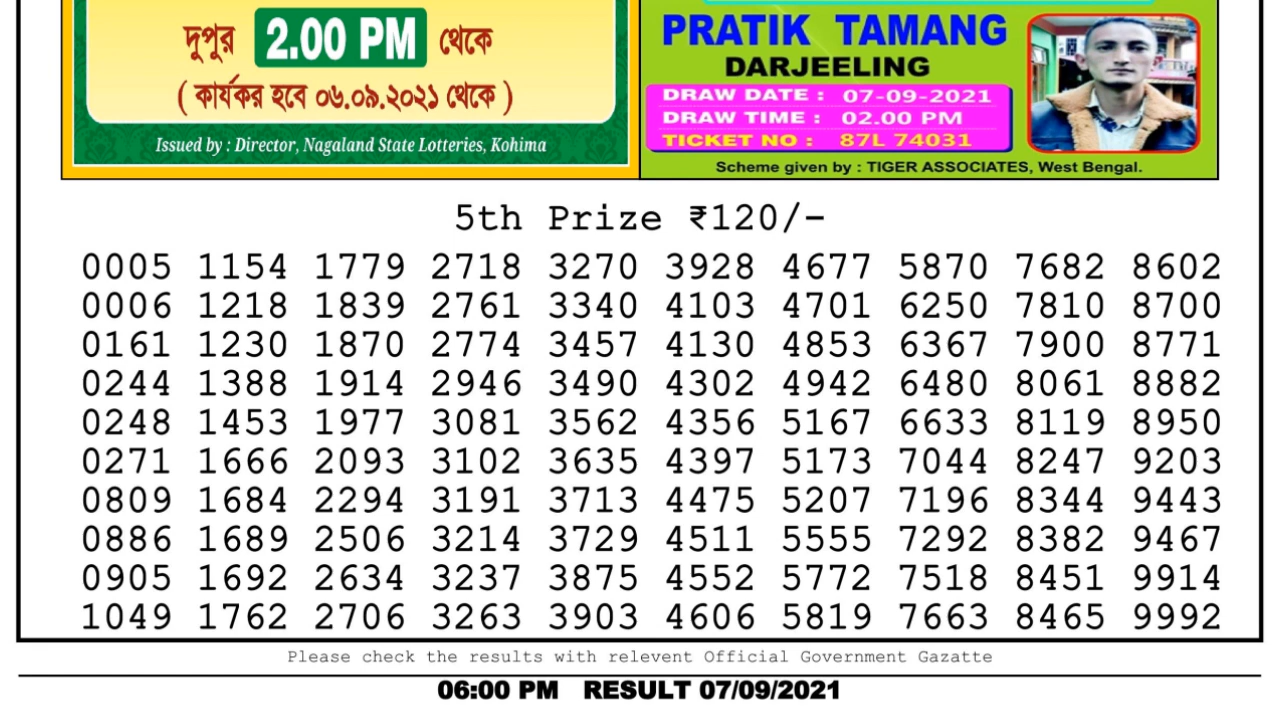 দুপুর 2.00 PM থেকে
( কার্যকর হবে ০৬.০৯.২০২১ থেকে )
Issued by : Director, Nagaland State Lotteries, Kohima
PRATIK TAMANG
DARJEELING
DRAW DATE : 07-09-2021
DRAW TIME : 02.00 PM
TICKET NO : 87L 74031
Scheme given by : TIGER ASSOCIATES, West Bengal.
5th Prize ₹120/-
0005 1154 1779 2718 3270 3928 4677 5870 7682 8602
0006 1218 1839 2761 3340 4103 4701 6250 7810 8700
0161 1230 1870 2774 3457 4130 4853 6367 7900 8771
0244 1388 1914 2946 3490 4302 4942 6480 8061 8882
0248 1453 1977 3081 3562 4356 5167 6633 8119 8950
0271 1666 2093 3102 3635 4397 5173 7044 8247 9203
0809 1684 2294 3191 3713 4475 5207 7196 8344 9443
0886 1689 2506 3214 3729 4511 5555 7292 8382 9467
0905 1692 2634 3237 3875 4552 5772 7518 8451 9914
1049 1762 2706 3263 3903 4606 5819 7663 8465 9992
Please check the results with relevent Official Government Gazatte
06:00 PM RESULT 07/09/2021